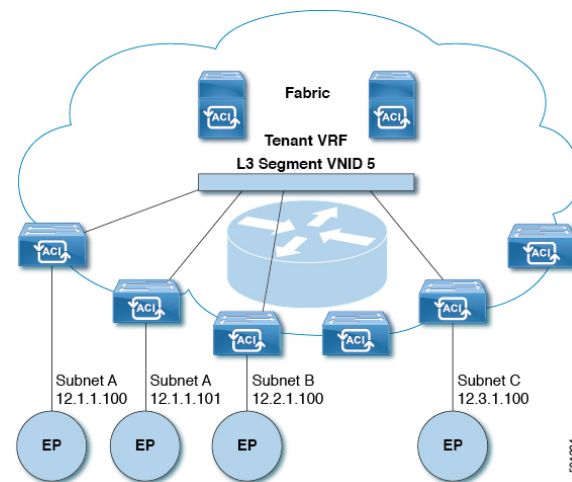 ACI
ACI
Fabric
Tenant VRF
L3 Segment VNID 5
ACI
ACI
ACI
ACI
ACI
ACI
Subnet A
12.1.1.100
Subnet A
12.1.1.101
Subnet B
12.2.1.100
Subnet C
12.3.1.100
EP
EP
EP
EP